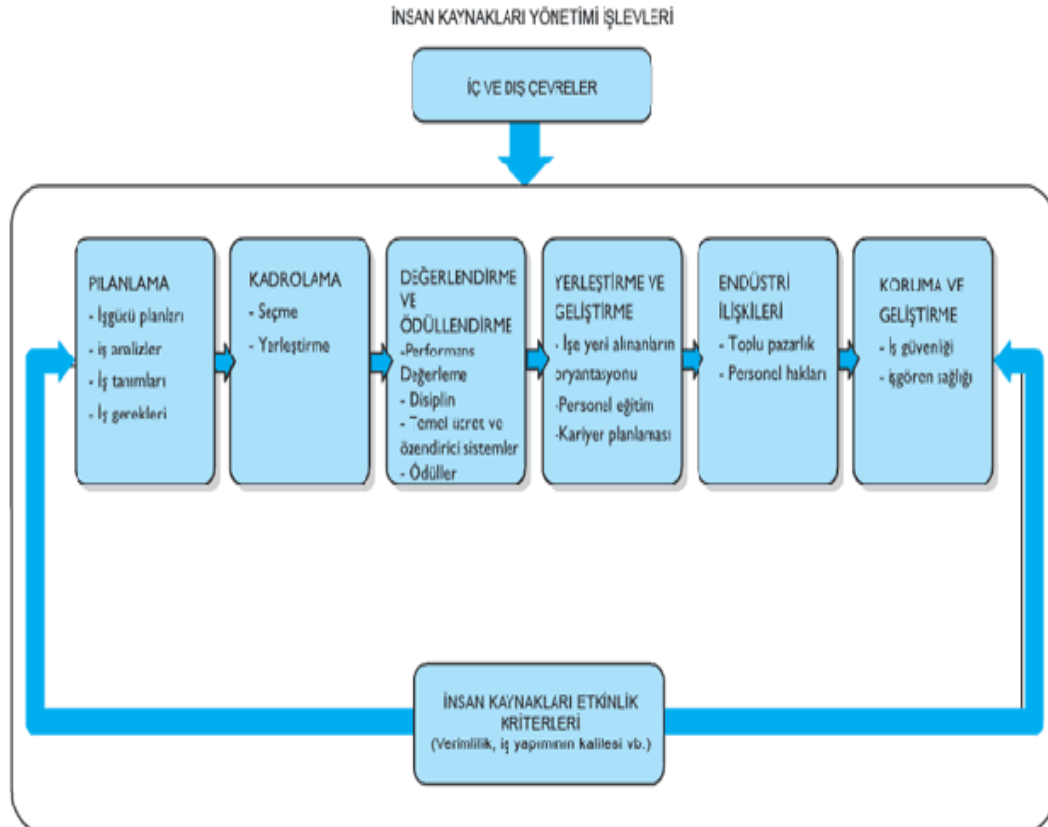 İNSAN KAYNAKLARI YÖNETİMİ İŞLEVLERİ
İÇ VE DIŞ ÇEVRELER
PILANLAMA
- İşgücü planları
- iş analizler
- İş tanımları
- İş gerekleri
KADROLAMA
- Seçme
- Yerleştirme
DEĞERLENDİRME
VE
ÖDÜLLENDİRME
-Performans
Değerleme
- Disiplin
- Temel ücret ve
özendirici sistemler
- Ödüller
YERLEŞTİRME VE
GELİŞTİRME
- İşe yeni alınanların
oryantasyonu
-Personel eğitim
-Kariyer planlaması
ENDÜSTRİ
İLİŞKİLERİ
- Toplu pazarlık
- Personel hakları
KORUMA VE
GELİŞTİRME
- İş güvenliği
- işgören sağlığı
İNSAN KAYNAKLARI ETKİNLİK
KRİTERLERİ
(Verimlilik, iş yapımının kalitesi vb.)